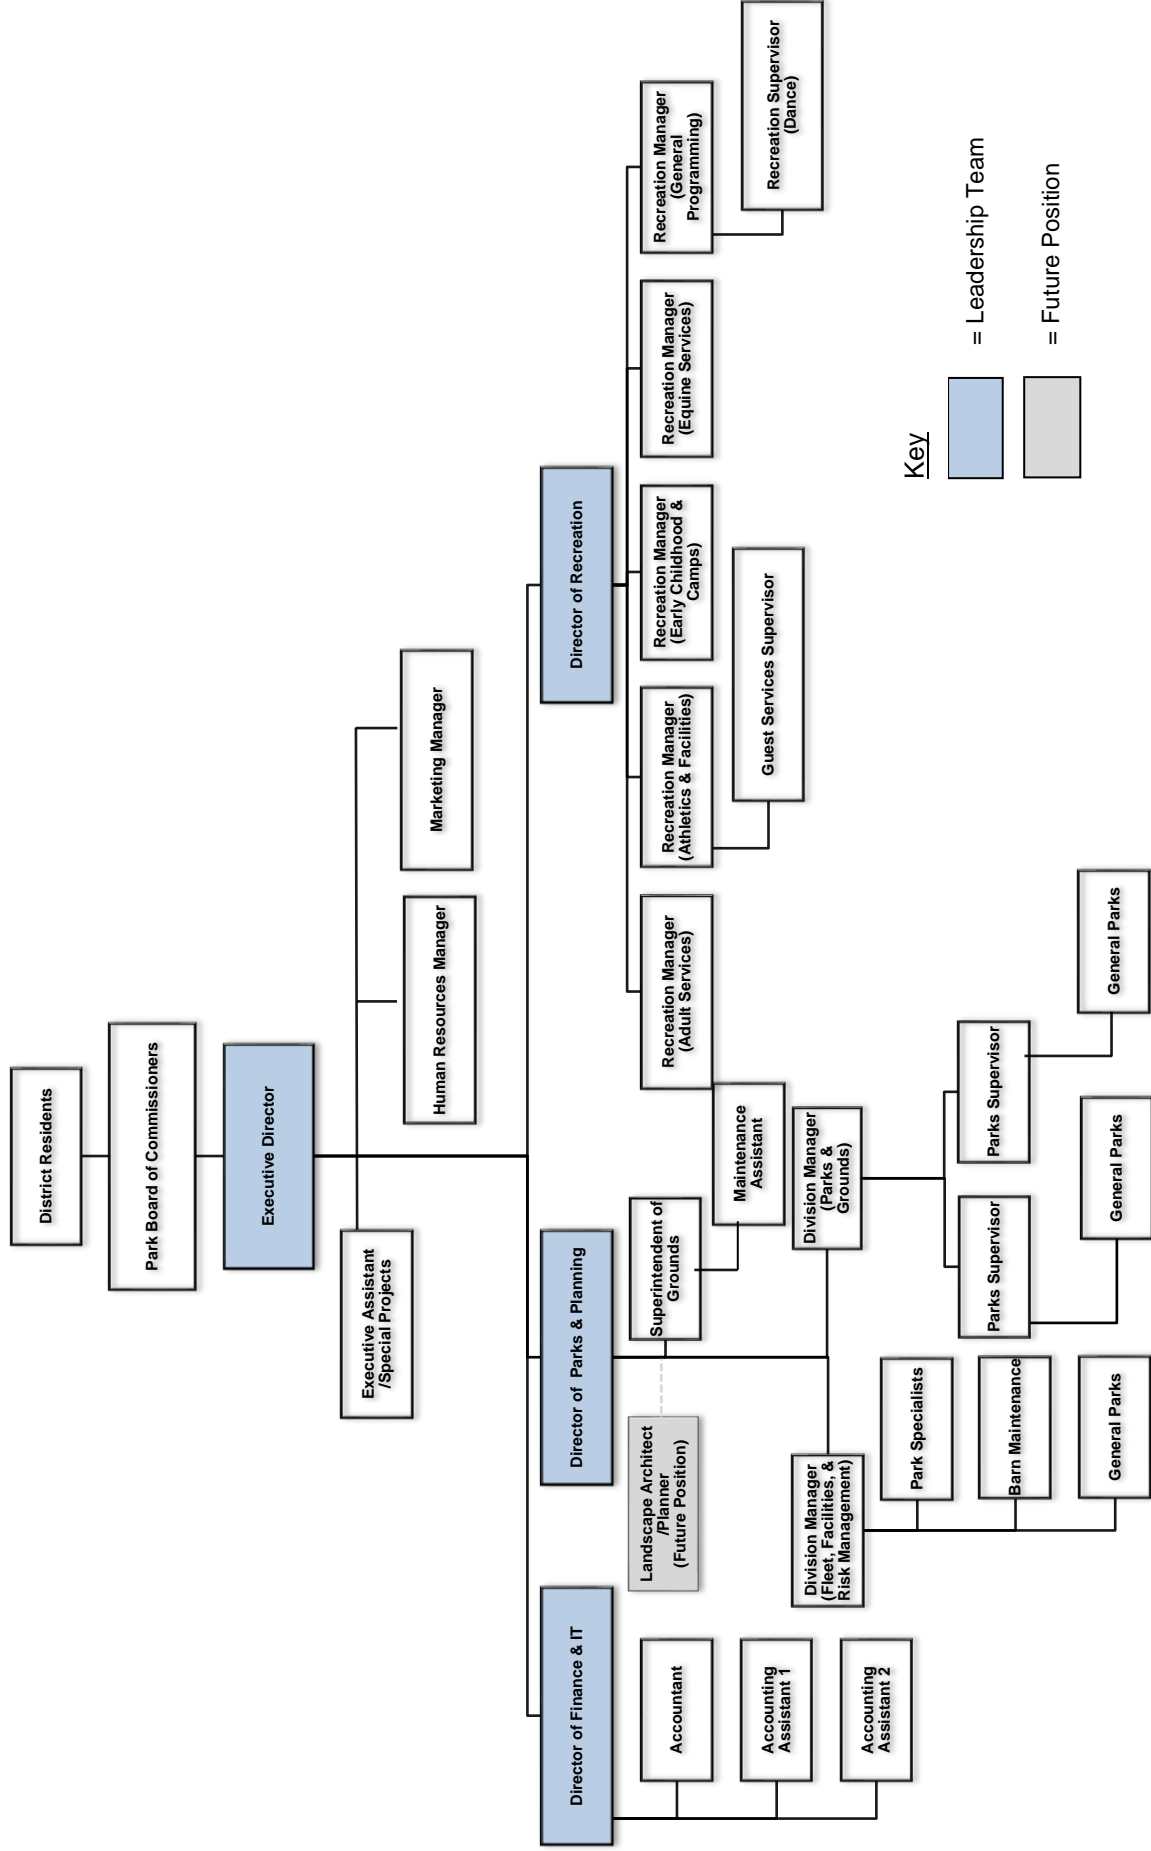 District Residents
Park Board of Commissioners
Executive Director
Executive Assistant
/Special Projects
Human Resources Manager
Marketing Manager
Director of Finance & IT
Director of  Parks & Planning
Director of Recreation
Accountant
Accounting
Assistant 1
Accounting
Assistant 2
Landscape Architect
/Planner
(Future Position)
Superintendent of
Grounds
Maintenance
Assistant
Division Manager
(Fleet, Facilities, &
Risk Management)
Division Manager
(Parks &
Grounds)
Park Specialists
Barn Maintenance
General Parks
Parks Supervisor
General Parks
Parks Supervisor
General Parks
Recreation Manager
(Adult Services)
Recreation Manager
(Athletics & Facilities)
Guest Services Supervisor
Recreation Manager
(Early Childhood &
Camps)
Recreation Manager
(Equine Services)
Recreation Manager
(General
Programming)
Recreation Supervisor
(Dance)
Key
= Leadership Team
= Future Position